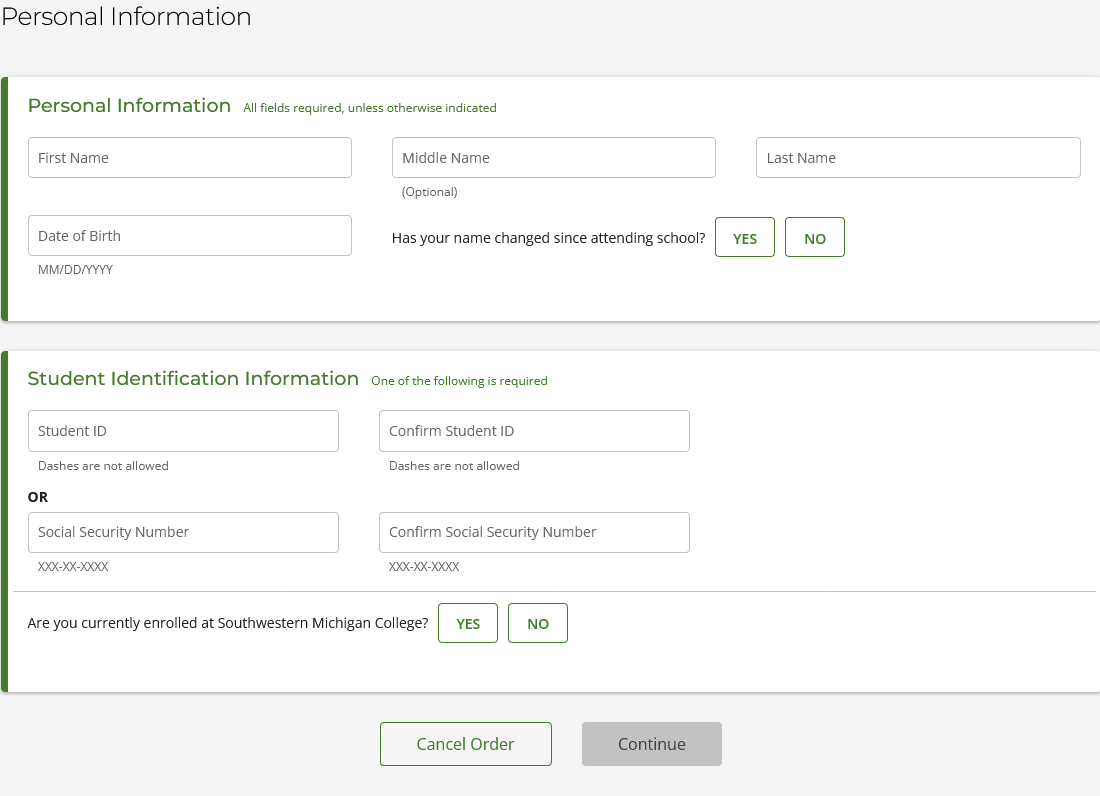 Personal Information
Personal Information All fields required, unless otherwise indicated
First Name Middle Name Last Name
(Optional)
Date of Birth Has your name changed since attending school? YES NO
MM/DD/YYYY
Student Identification Information One of the following is required
Student ID Confirm Student ID
Dashes are not allowed Dashes are not allowed
OR
Social Security Number Confirm Social Security Number
XXX-XX-XXXX XXX-XX-XXXX
Are you currently enrolled at Southwestern Michigan College? YES NO
Cancel Order Continue